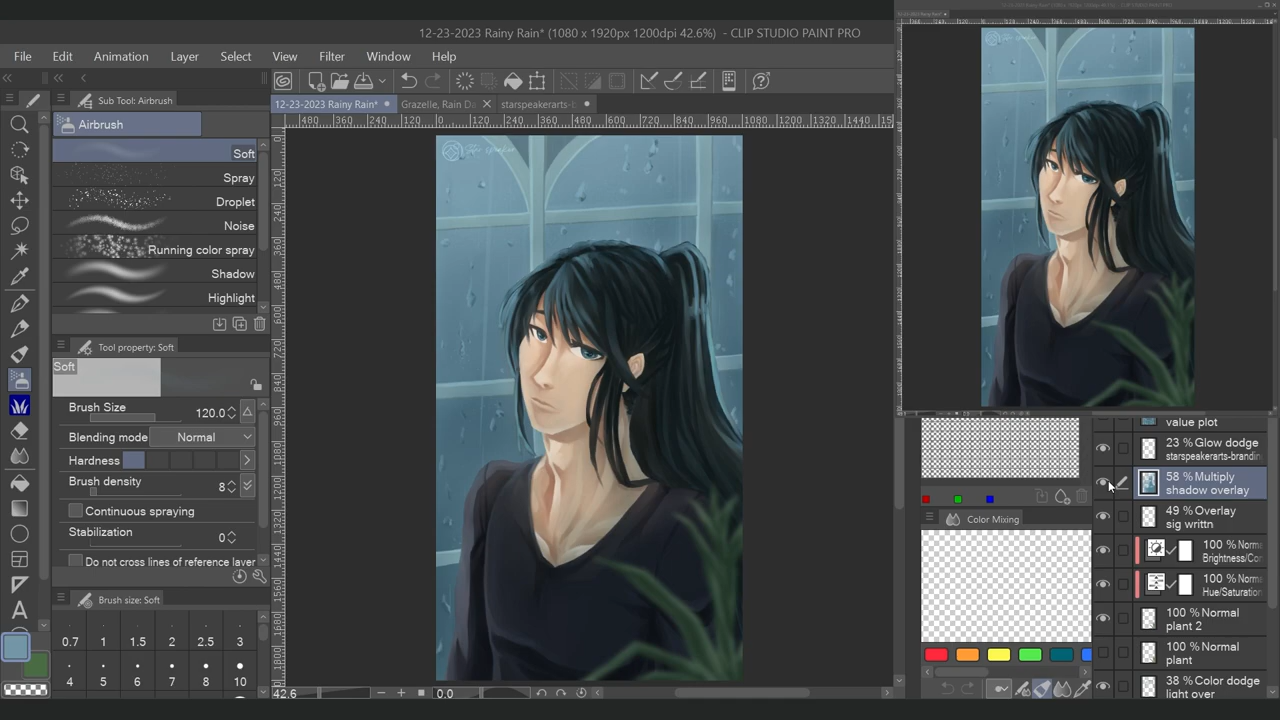 12-23-2023 Rainy Rain* (1080 x 1920px 1200dpi 42.6%) - CLIP STUDIO PAINT PRO
File Edit Animation Layer Select View Filter Window Help
Sub Tool: Airbrush
12-23-2023 Rainy Rain* Grazelle, Rain Da starspeakerarts-b
Airbrush
480 360 240 120 0 120 240 360 480 600 720 840 960 1080 1200 1320 1440 15
Soft
Spray
Droplet
Noise
Running color spray
Shadow
Highlight
Tool property: Soft
Soft
Brush Size 120.0
Blending mode Normal
Hardness
Brush density 8
Continuous spraying
Stabilization 0
Do not cross lines of reference layer
Brush size: Soft
0.7 1 1.5 2 2.5 3
4 5 6 7 8 10
42.6 0.0
value plot
23 % Glow dodge
starspeakerarts-brandin
58 % Multiply
shadow overlay
49 % Overlay
sig writtn
100 % Norma
Brightness/Co
100 % Norma
Hue/Saturation
100 % Normal
plant 2
100 % Normal
plant
38 % Color dodge
light over
Color Mixing
A